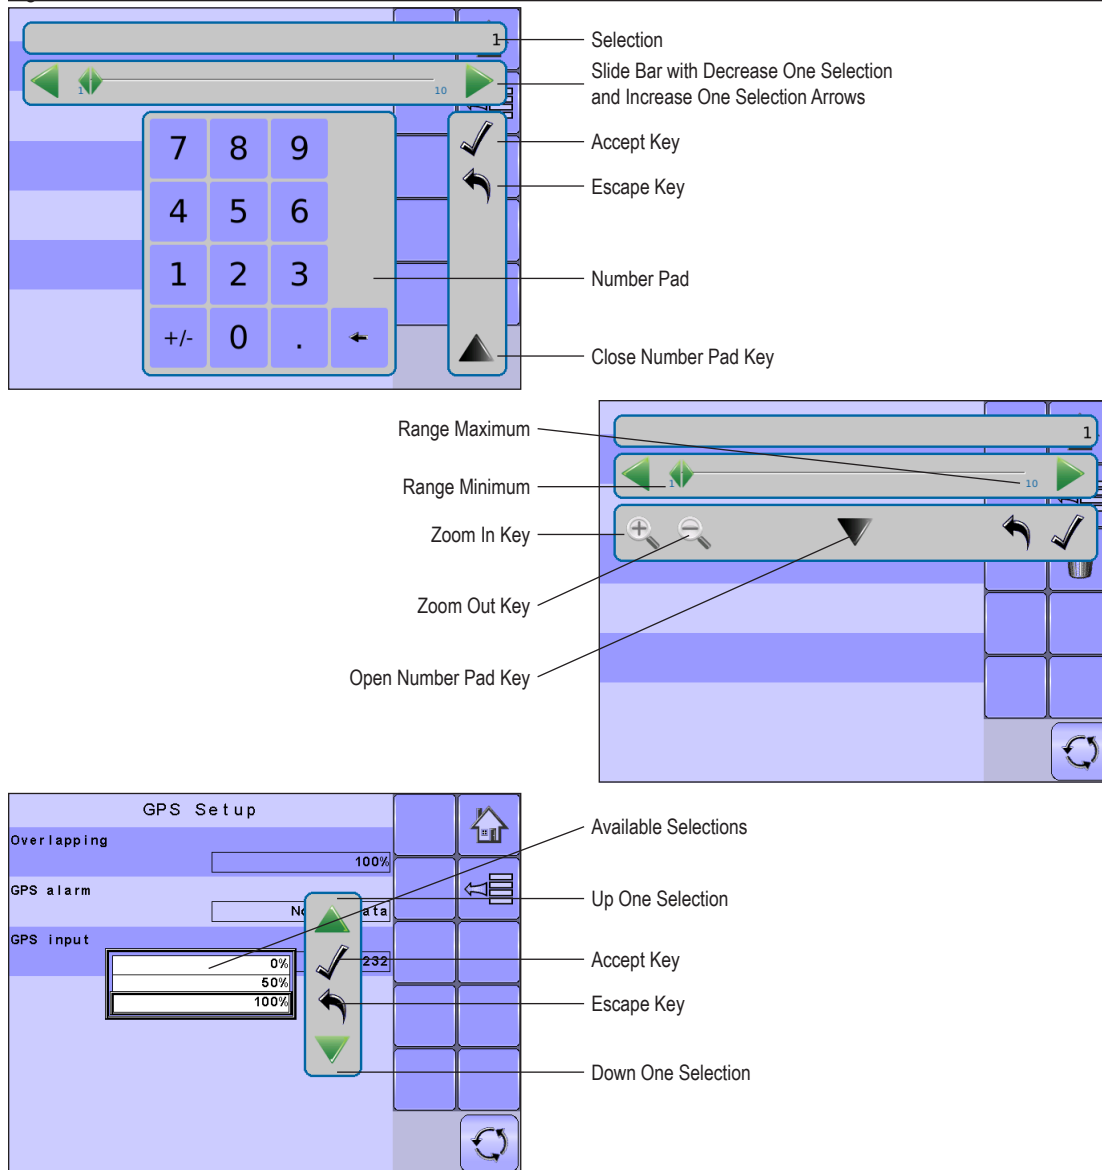 1
Selection
Slide Bar with Decrease One Selection
and Increase One Selection Arrows
1
10
Accept Key
Escape Key
7 8 9
4 5 6
1 2 3
+/- 0 .
Number Pad
Close Number Pad Key
Range Maximum
1
Range Minimum
1
10
Zoom In Key
Zoom Out Key
Open Number Pad Key
GPS Setup
Overlapping
100%
GPS alarm
ata
GPS input
232
0%
50%
100%
Available Selections
Up One Selection
Accept Key
Escape Key
Down One Selection